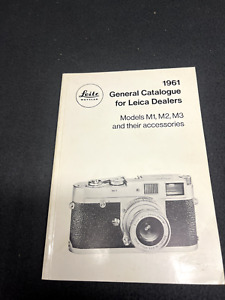 Leitz
WETZLAR
1961
General Catalogue
for Leica Dealers
Models M1, M2, M3
and their accessories